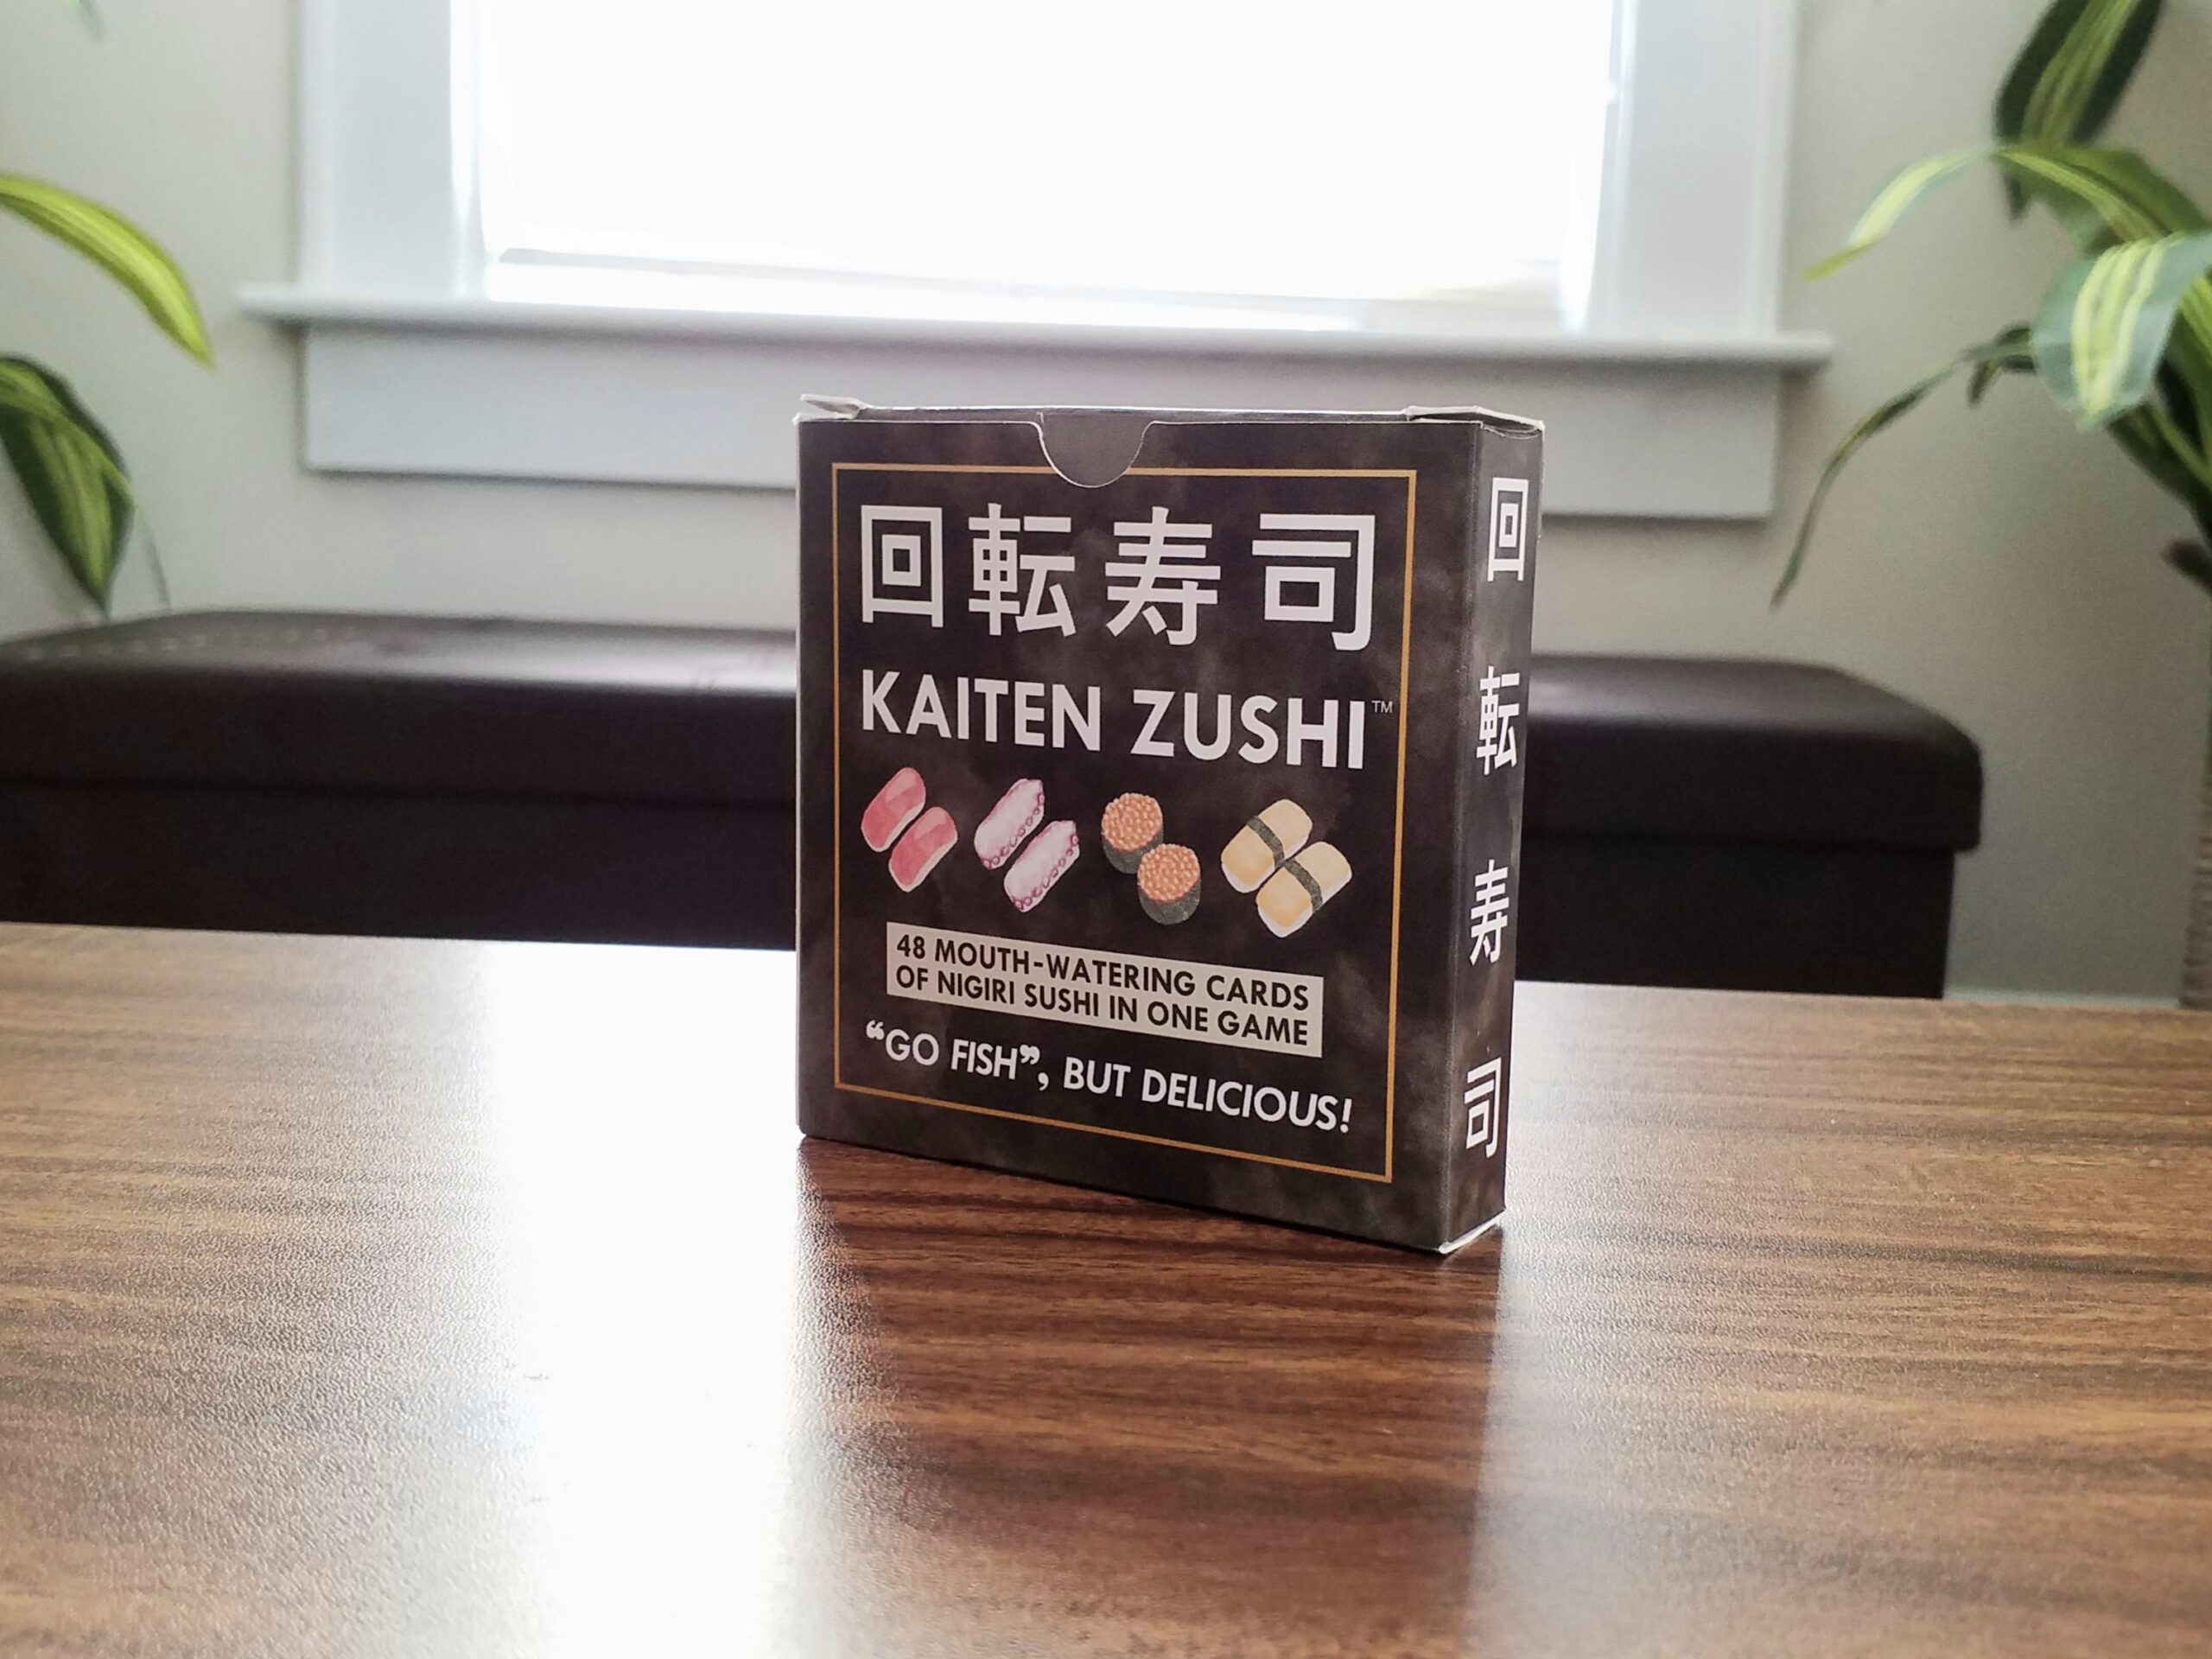 回転寿司
KAITEN ZUSHI™
48 MOUTH-WATERING CARDS
OF NIGIRI SUSHI IN ONE GAME
“GO FISH”, BUT DELICIOUS!
回転寿司